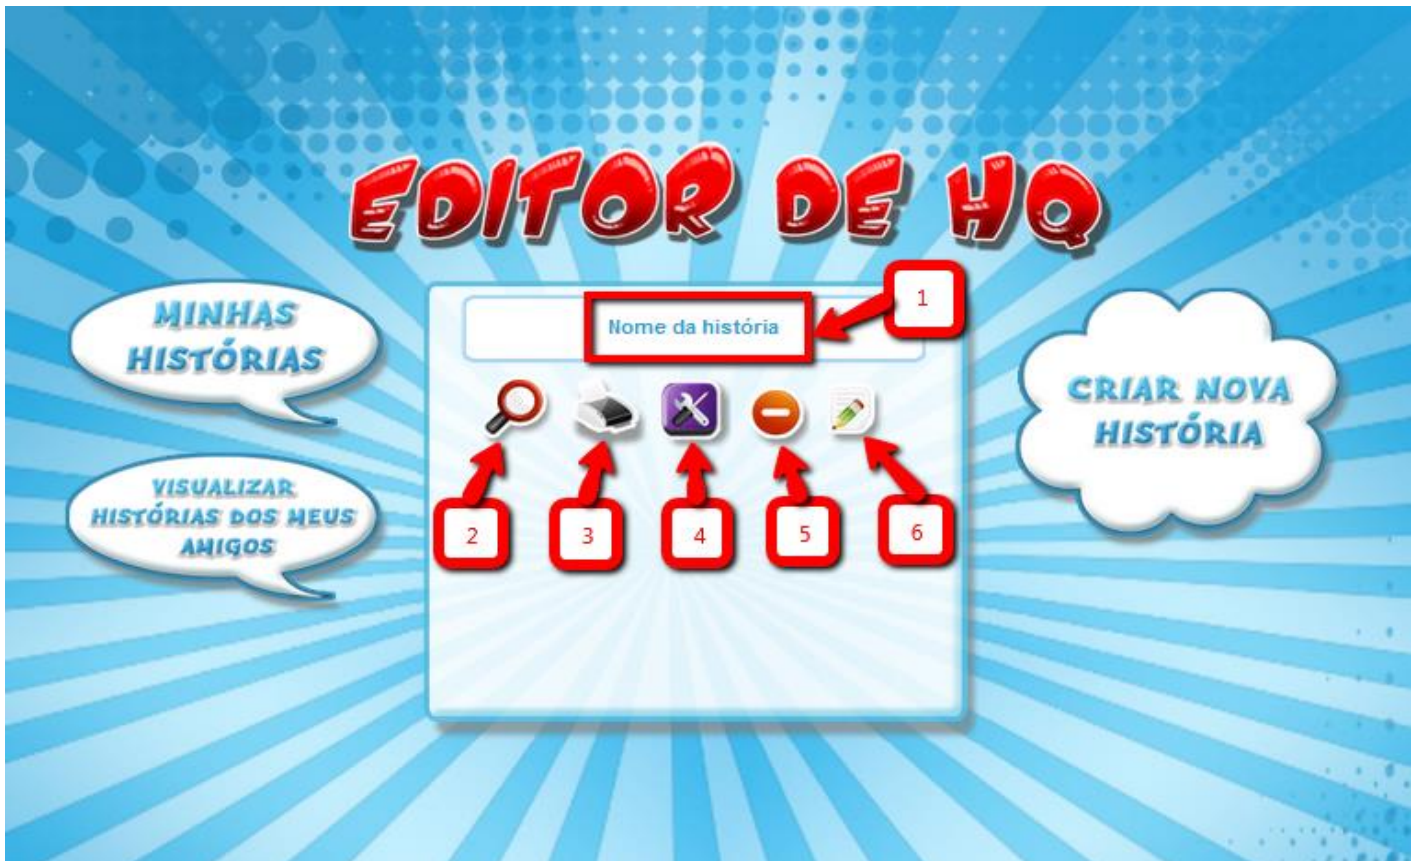 EDITOR DE HQ
MINHAS
HISTÓRIAS
VISUALIZAR
HISTÓRIAS DOS MEUS
AMIGOS
Nome da história
1
2
3
4
5
6
CRIAR NOVA
HISTÓRIA